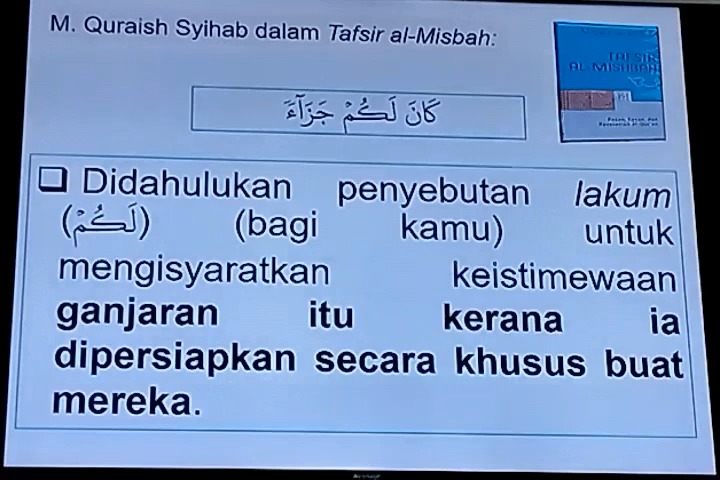 M. Quraish Syihab dalam Tafsir al-Misbah:
TAFSIR
AL-MISHBAH
كَانَ لَكُمْ جَزَآءً
❑ Didahulukan penyebutan lakum
(لَكُمْ) (bagi kamu) untuk
mengisyaratkan keistimewaan
ganjaran itu kerana ia
dipersiapkan secara khusus buat
mereka.